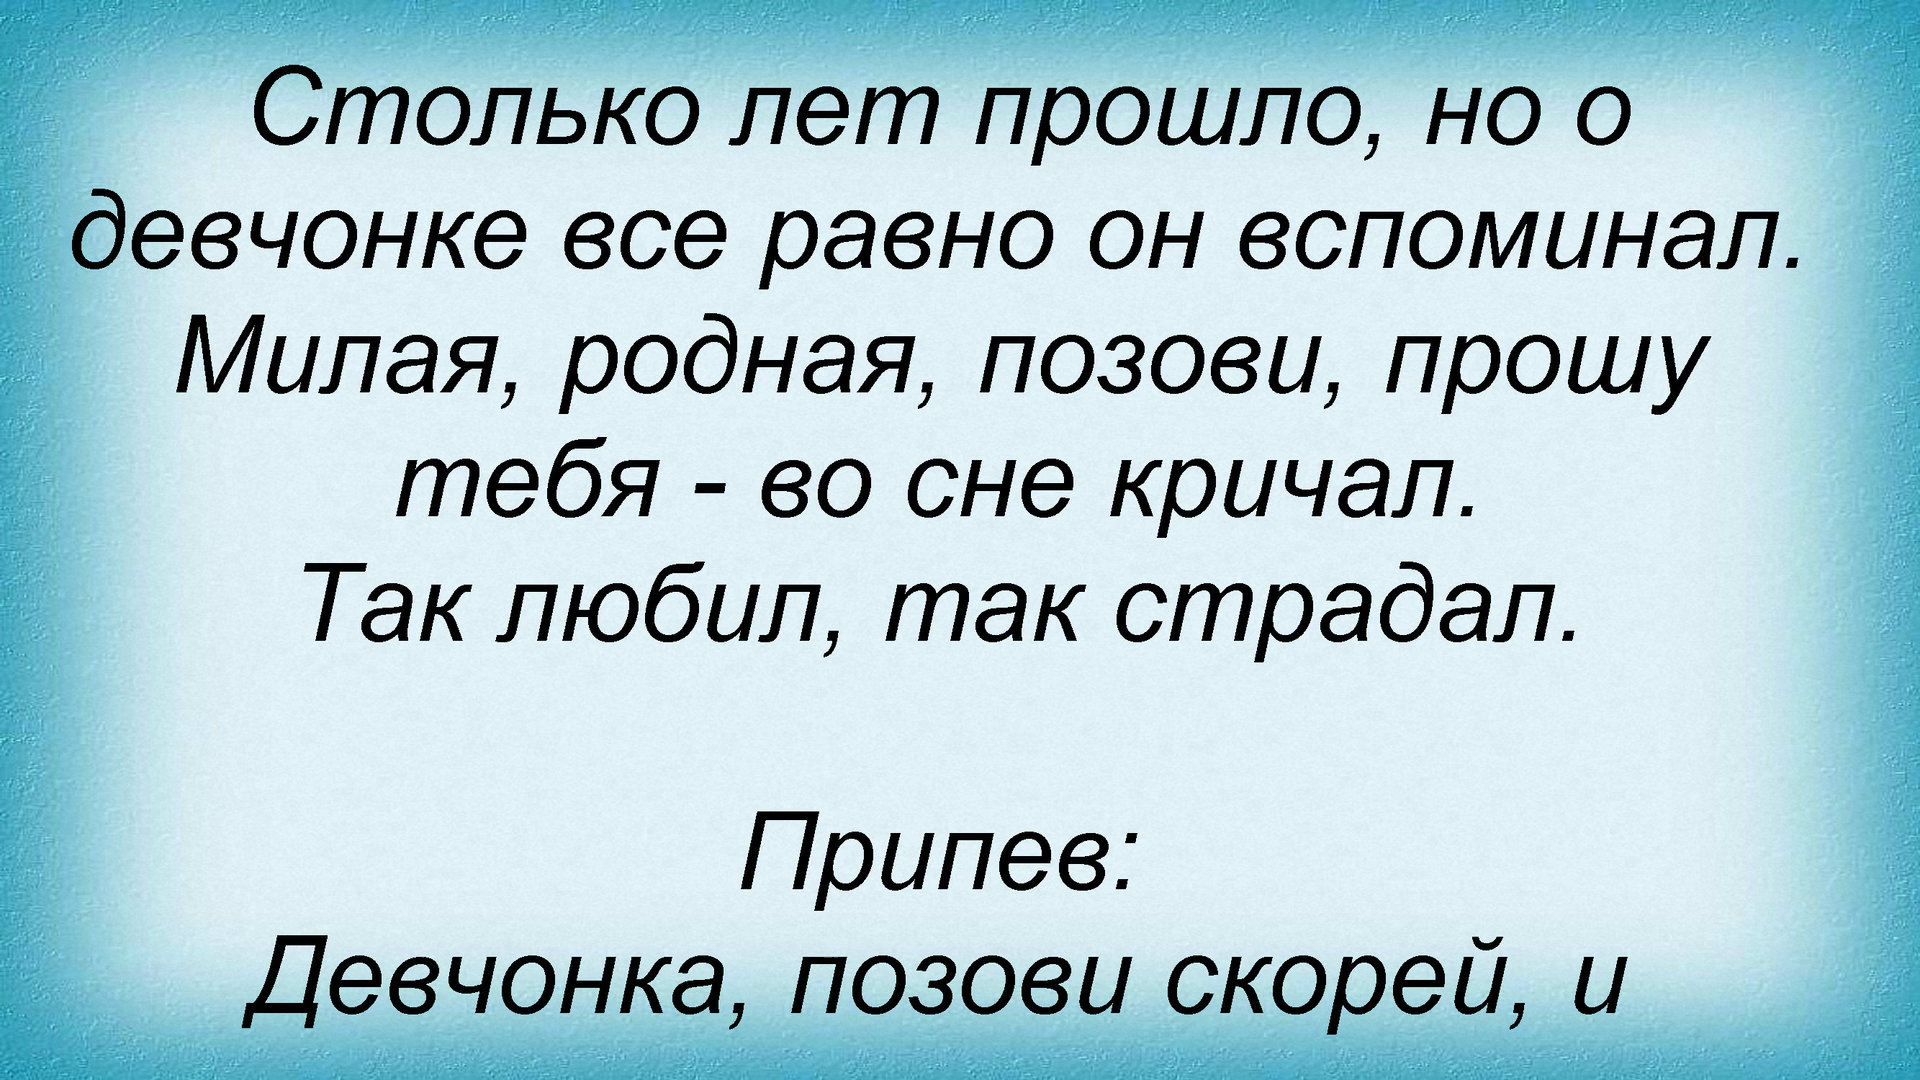 Столько лет прошло, но о
девчонке все равно он вспоминал.
Милая, родная, позови, прошу
тебя - во сне кричал.
Так любил, так страдал.
Припев:
Девчонка, позови скорей, и